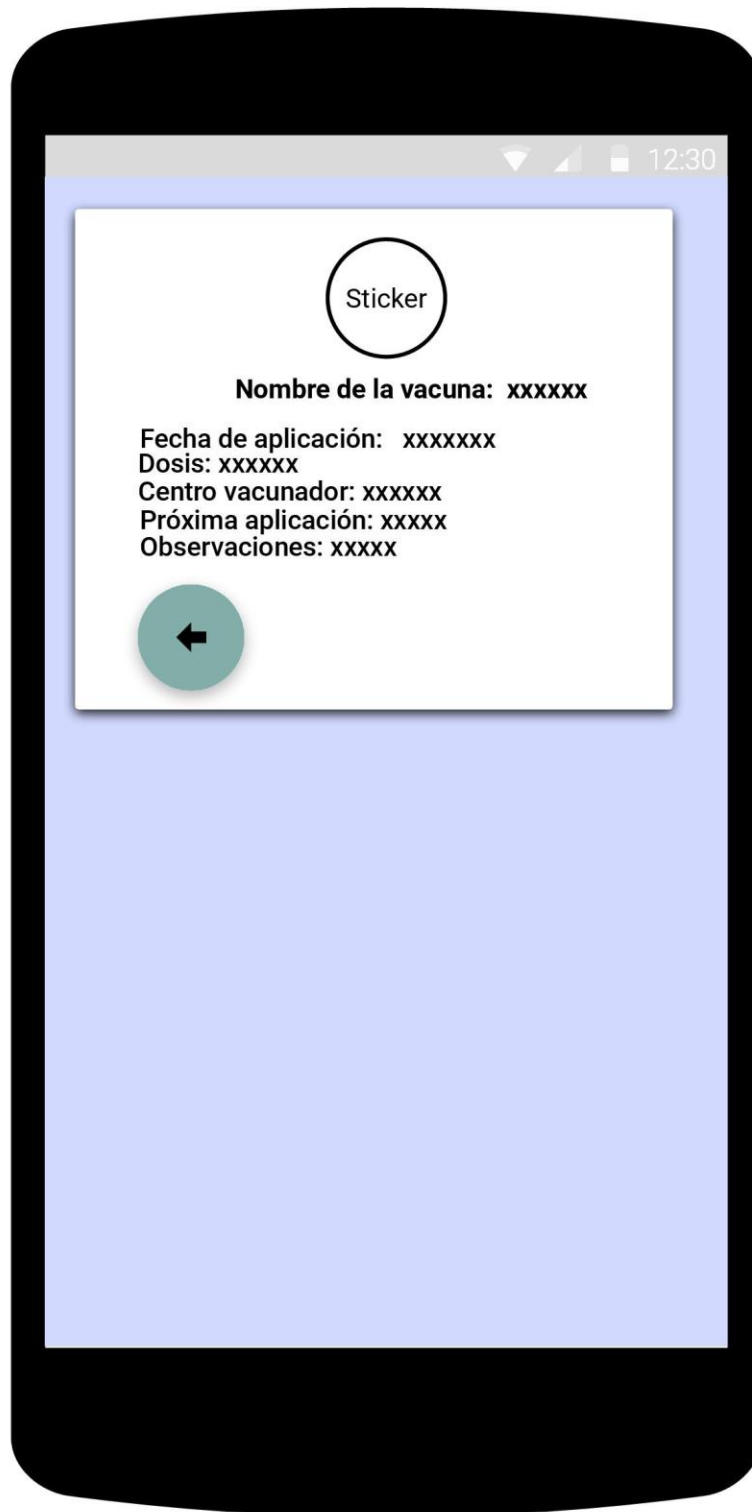 12:30
Sticker
Nombre de la vacuna: xxxxxx
Fecha de aplicación: xxxxxxx
Dosis: xxxxxx
Centro vacunador: xxxxxx
Próxima aplicación: xxxxx
Observaciones: xxxxx